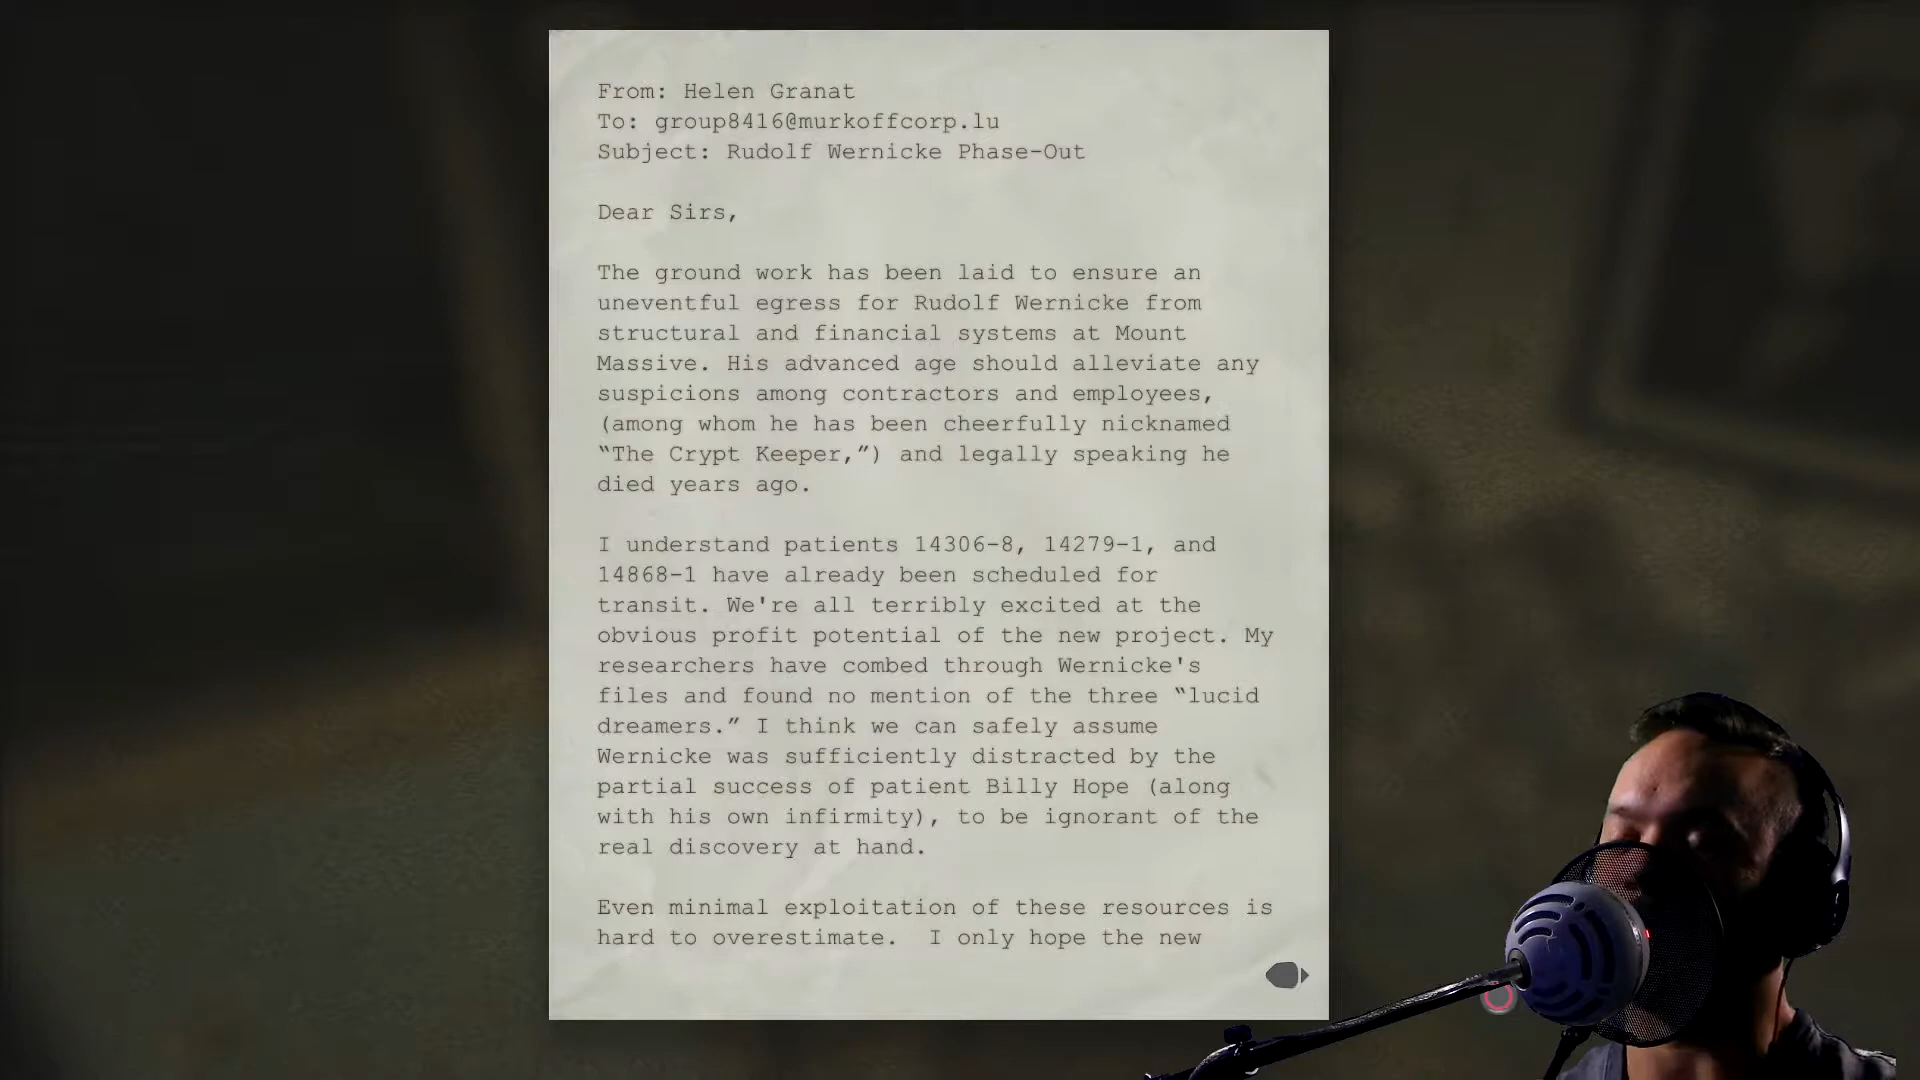 From: Helen Granat
To: group8416@murkoffcorp.lu
Subject: Rudolf Wernicke Phase-Out
Dear Sirs,
The ground work has been laid to ensure an
uneventful egress for Rudolf Wernicke from
structural and financial systems at Mount
Massive. His advanced age should alleviate any
suspicions among contractors and employees,
(among whom he has been cheerfully nicknamed
“The Crypt Keeper,”) and legally speaking he
died years ago.
I understand patients 14306-8, 14279-1, and
14868-1 have already been scheduled for
transit. We're all terribly excited at the
obvious profit potential of the new project. My
researchers have combed through Wernicke's
files and found no mention of the three “lucid
dreamers.” I think we can safely assume
Wernicke was sufficiently distracted by the
partial success of patient Billy Hope (along
with his own infirmity), to be ignorant of the
real discovery at hand.
Even minimal exploitation of these resources is
hard to overestimate.  I only hope the new